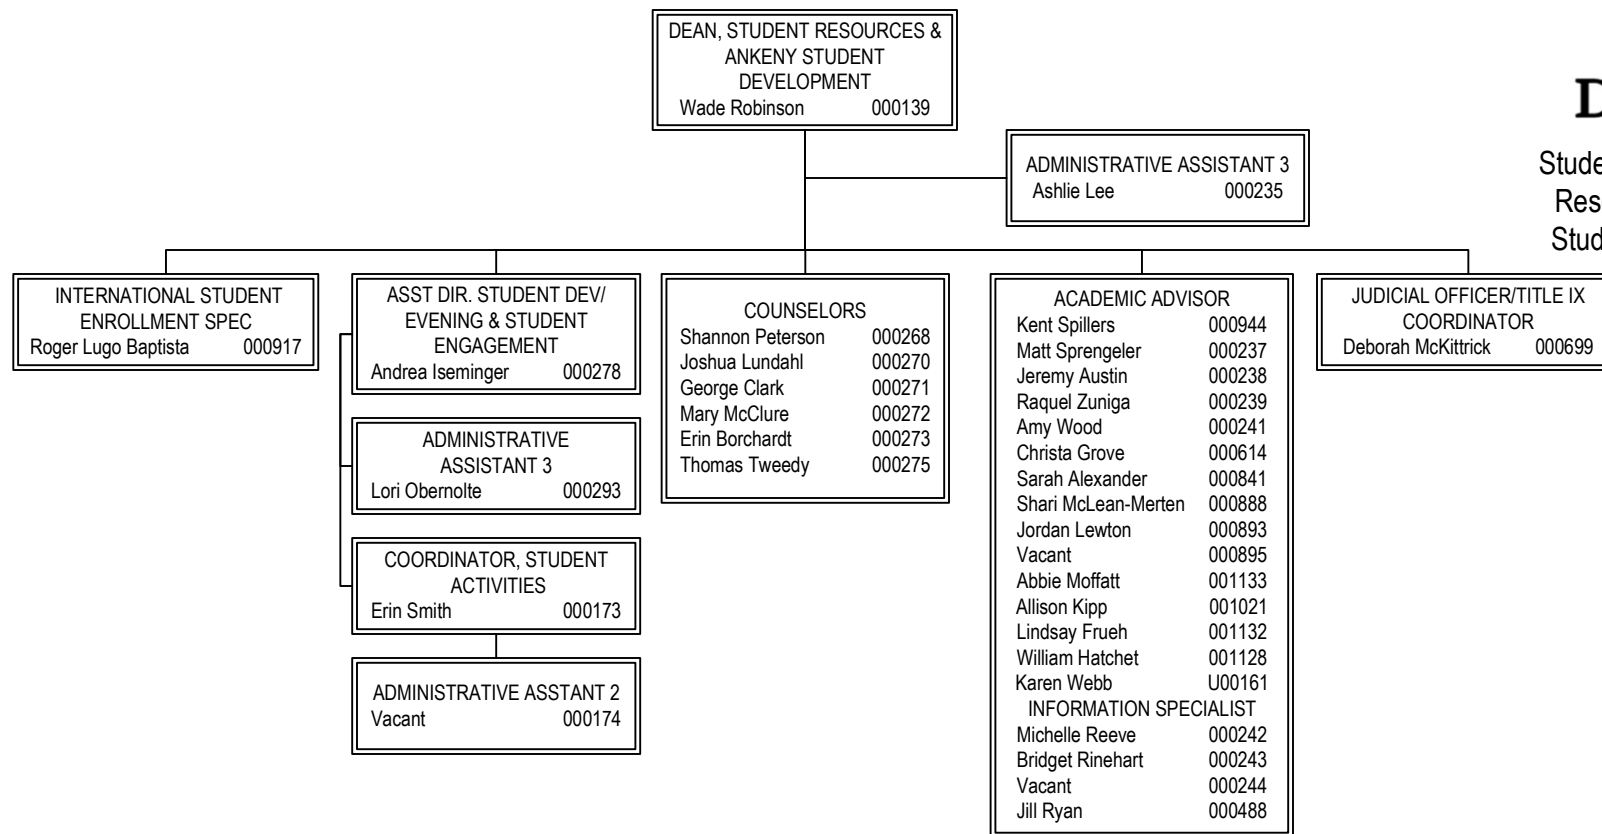 DEAN, STUDENT RESOURCES &
ANKENY STUDENT
DEVELOPMENT
Wade Robinson 000139
ADMINISTRATIVE ASSISTANT 3
Ashlie Lee 000235
INTERNATIONAL STUDENT
ENROLLMENT SPEC
Roger Lugo Baptista 000917
ASST DIR. STUDENT DEV/
EVENING & STUDENT
ENGAGEMENT
Andrea Iseminger 000278
ADMINISTRATIVE
ASSISTANT 3
Lori Obernolte 000293
COORDINATOR, STUDENT
ACTIVITIES
Erin Smith 000173
ADMINISTRATIVE ASSTANT 2
Vacant 000174
COUNSELORS
Shannon Peterson 000268
Joshua Lundahl 000270
George Clark 000271
Mary McClure 000272
Erin Borchardt 000273
Thomas Tweedy 000275
ACADEMIC ADVISOR
Kent Spillers 000944
Matt Sprengeler 000237
Jeremy Austin 000238
Raquel Zuniga 000239
Amy Wood 000241
Christa Grove 000614
Sarah Alexander 000841
Shari McLean-Merten 000888
Jordan Lewton 000893
Vacant 000895
Abbie Moffatt 001133
Allison Kipp 001021
Lindsay Frueh 001132
William Hatchet 001128
Karen Webb U00161
INFORMATION SPECIALIST
Michelle Reeve 000242
Bridget Rinehart 000243
Vacant 000244
Jill Ryan 000488
JUDICIAL OFFICER/TITLE IX
COORDINATOR
Deborah McKittrick 000699